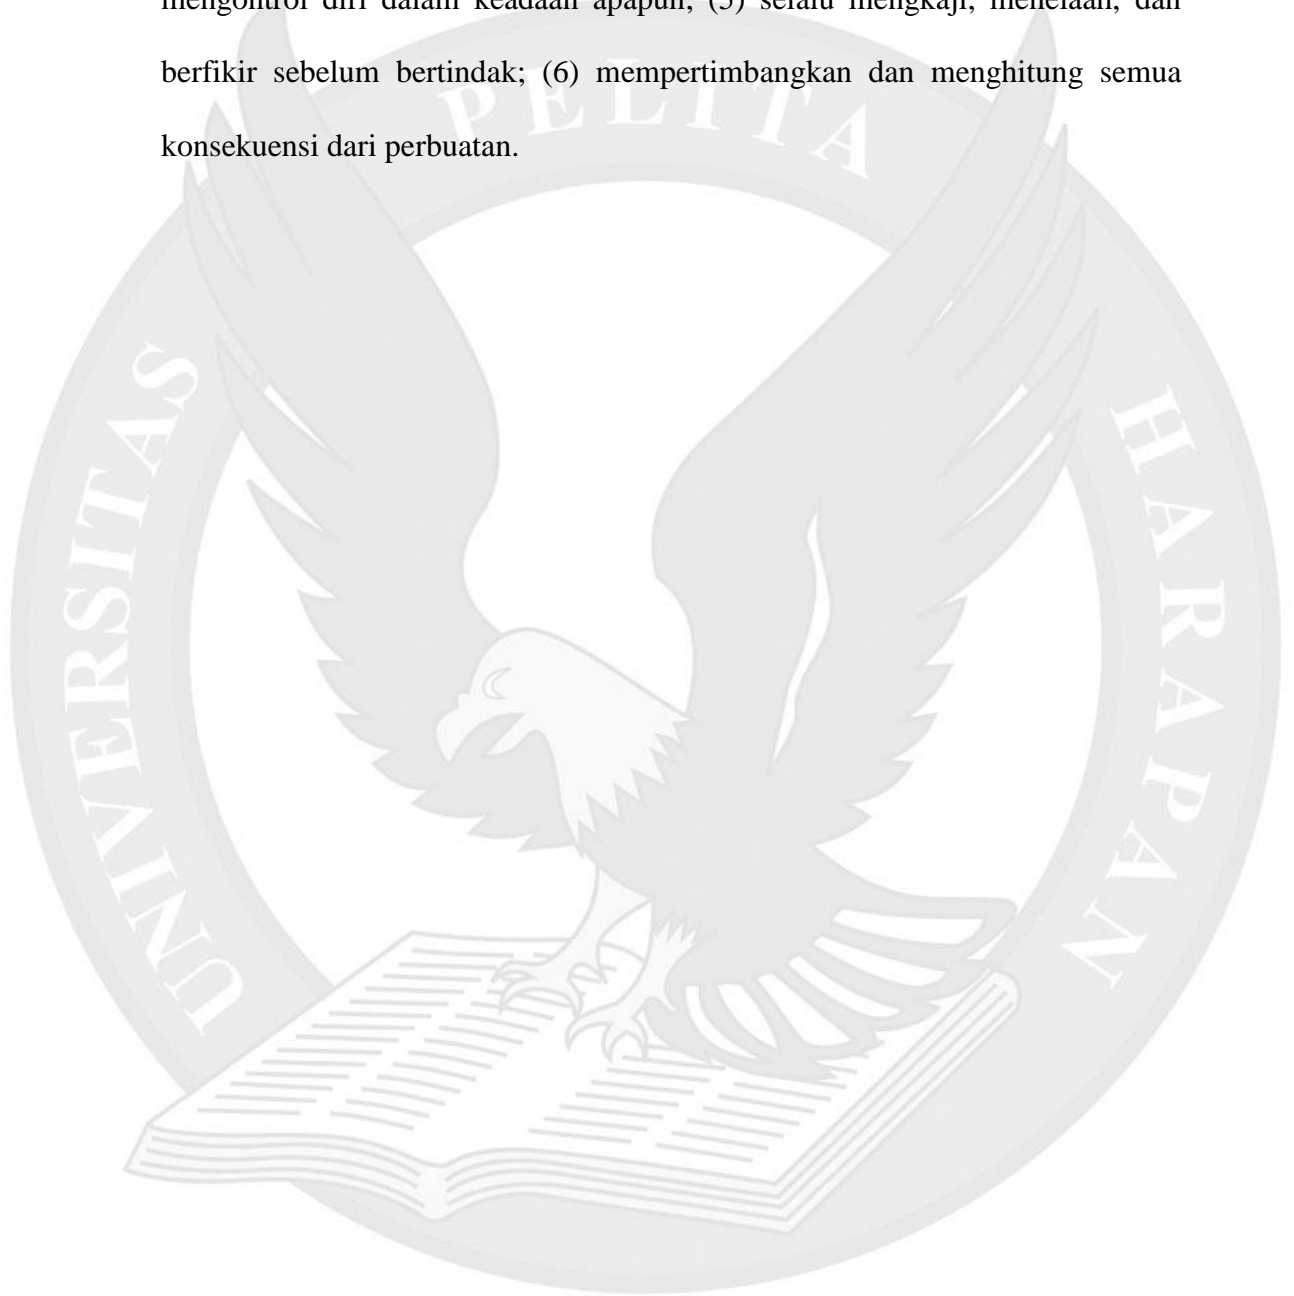 mengontrol diri dalam keadaan apapun; (5) selalu mengkaji, menelaah, dan
berfikir sebelum bertindak; (6) mempertimbangkan dan menghitung semua
konsekuensi dari perbuatan.
UNIVERSITAS
PELITA
HARAPAN